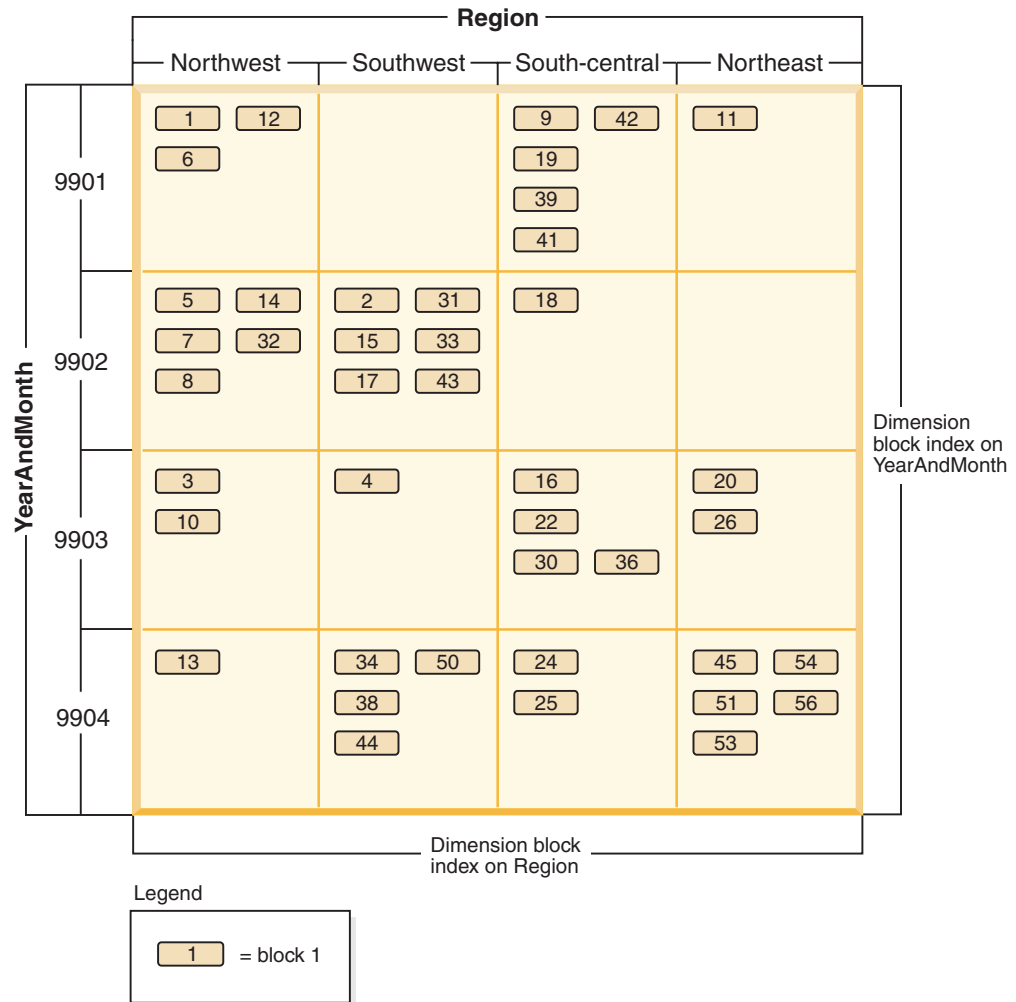 Region
Northwest Southwest South-central Northeast
YearAndMonth
9901
1 12 9 42 11
6 19
39
41
9902
5 14 2 31 18
7 32 15 33
8 17 43
9903
3 4 16 20
10 22 26
30 36
9904
13 34 50 24 45 54
38 25 51 56
44 53
Dimension
block index on
YearAndMonth
Dimension block
index on Region
Legend
1 = block 1